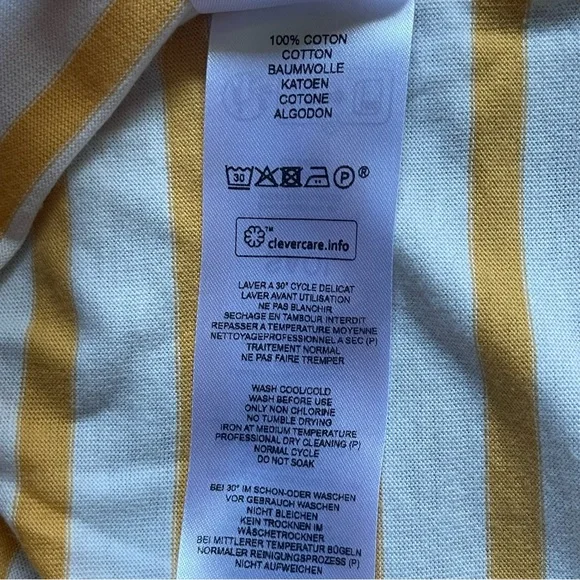 100% COTON
COTTON
BAUMWOLLE
KATOEN
COTONE
ALGODON
30 P ®
™ clevercare.info
LAVER A 30° CYCLE DELICAT
LAVER AVANT UTILISATION
NE PAS BLANCHIR
SECHAGE EN TAMBOUR INTERDIT
REPASSER A TEMPERATURE MOYENNE
NETTOYAGEPROFESSIONNEL A SEC (P)
TRAITEMENT NORMAL
NE PAS FAIRE TREMPER
WASH COOL/COLD
WASH BEFORE USE
ONLY NON CHLORINE
NO TUMBLE DRYING
IRON AT MEDIUM TEMPERATURE
PROFESSIONAL DRY CLEANING (P)
NORMAL CYCLE
DO NOT SOAK
BEI 30° IM SCHON-ODER WASCHEN
VOR GEBRAUCH WASCHEN
NICHT BLEICHEN
KEIN TROCKNEN IM
WÄSCHETROCKNER
BEI MITTLERER TEMPERATUR BÜGELN
NORMALER REINIGUNGSPROZESS (P)
NICHT AUFWEICHEN